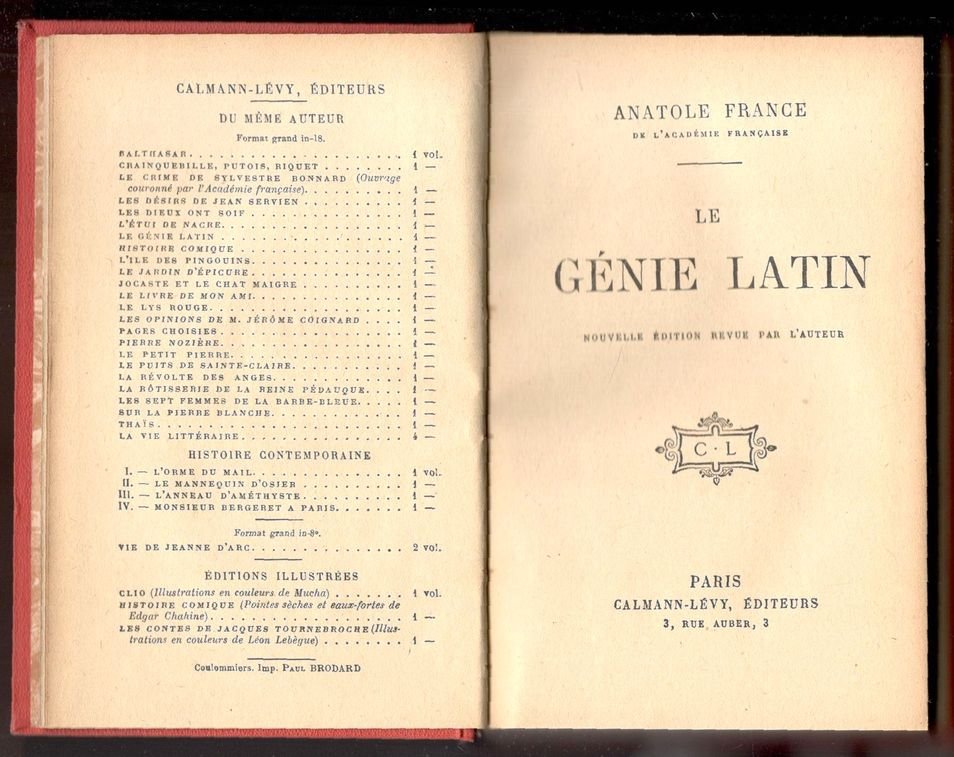 CALMANN-LÉVY, ÉDITEURS
DU MÊME AUTEUR
Format grand in-18.
BALTHASAR. . . . . . . . . . . . . . . . . . . 1 vol.
CRAINQUEBILLE, PUTOIS, RIQUET . . . . . . . . 1 —
LE CRIME DE SYLVESTRE BONNARD (Ouvrage
couronné par l'Académie française). . . . . . . . . 1 —
LES DÉSIRS DE JEAN SERVIEN . . . . . . . . . . 1 —
LES DIEUX ONT SOIF . . . . . . . . . . . . . . 1 —
L'ÉTUI DE NACRE. . . . . . . . . . . . . . . . 1 —
LE GÉNIE LATIN . . . . . . . . . . . . . . . . 1 —
HISTOIRE COMIQUE . . . . . . . . . . . . . . . 1 —
L'ILE DES PINGOUINS. . . . . . . . . . . . . . 1 —
LE JARDIN D'ÉPICURE . . . . . . . . . . . . . . 1 —
JOCASTE ET LE CHAT MAIGRE . . . . . . . . . . 1 —
LE LIVRE DE MON AMI. . . . . . . . . . . . . . 1 —
LE LYS ROUGE. . . . . . . . . . . . . . . . . . 1 —
LES OPINIONS DE M. JÉRÔME COIGNARD . . . . 1 —
PAGES CHOISIES . . . . . . . . . . . . . . . . 1 —
PIERRE NOZIÈRE. . . . . . . . . . . . . . . . . 1 —
LE PETIT PIERRE. . . . . . . . . . . . . . . . 1 —
LE PUITS DE SAINTE-CLAIRE. . . . . . . . . . . 1 —
LA RÉVOLTE DES ANGES. . . . . . . . . . . . . 1 —
LA RÔTISSERIE DE LA REINE PÉDAUQUE. . . . 1 —
LES SEPT FEMMES DE LA BARBE-BLEUE. . . . . 1 —
SUR LA PIERRE BLANCHE. . . . . . . . . . . . . 1 —
THAÏS. . . . . . . . . . . . . . . . . . . . . 1 —
LA VIE LITTÉRAIRE. . . . . . . . . . . . . . . 4 —
HISTOIRE CONTEMPORAINE
I. — L'ORME DU MAIL. . . . . . . . . . . . . . 1 vol.
II. — LE MANNEQUIN D'OSIER . . . . . . . . . . 1 —
III. — L'ANNEAU D'AMÉTHYSTE . . . . . . . . . . 1 —
IV. — MONSIEUR BERGERET A PARIS. . . . . . . 1 —
Format grand in-8º.
VIE DE JEANNE D'ARC. . . . . . . . . . . . . . 2 vol.
ÉDITIONS ILLUSTRÉES
CLIO (Illustrations en couleurs de Mucha) . . . . . . . 1 vol.
HISTOIRE COMIQUE (Pointes sèches et eaux-fortes de
Edgar Chahine). . . . . . . . . . . . . . . . . . 1 —
LES CONTES DE JACQUES TOURNEBROCHE (Illus-
trations en couleurs de Léon Lebègue) . . . . . . . . 1 —
Coulommiers. Imp. PAUL BRODARD
ANATOLE FRANCE
DE L'ACADÉMIE FRANÇAISE
LE
GÉNIE LATIN
NOUVELLE ÉDITION REVUE PAR L'AUTEUR
C · L
PARIS
CALMANN-LÉVY, ÉDITEURS
3, RUE AUBER, 3